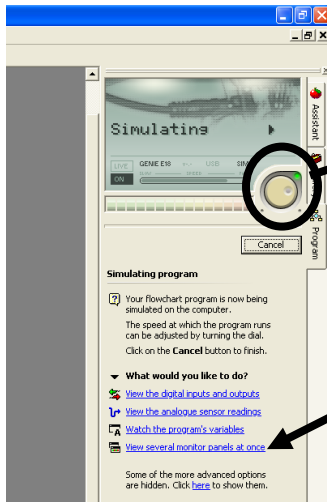 Simulating
Assistant
LIVE
GENIE E18
USB
SIM
ON
SLOW
SPEED
Program
Cancel
Simulating program
Your flowchart program is now being
simulated on the computer.
The speed at which the program runs
can be adjusted by turning the dial.
Click on the Cancel button to finish.
What would you like to do?
View the digital inputs and outputs
View the analogue sensor readings
Watch the program's variables
View several monitor panels at once
Some of the more advanced options
are hidden. Click here to show them.